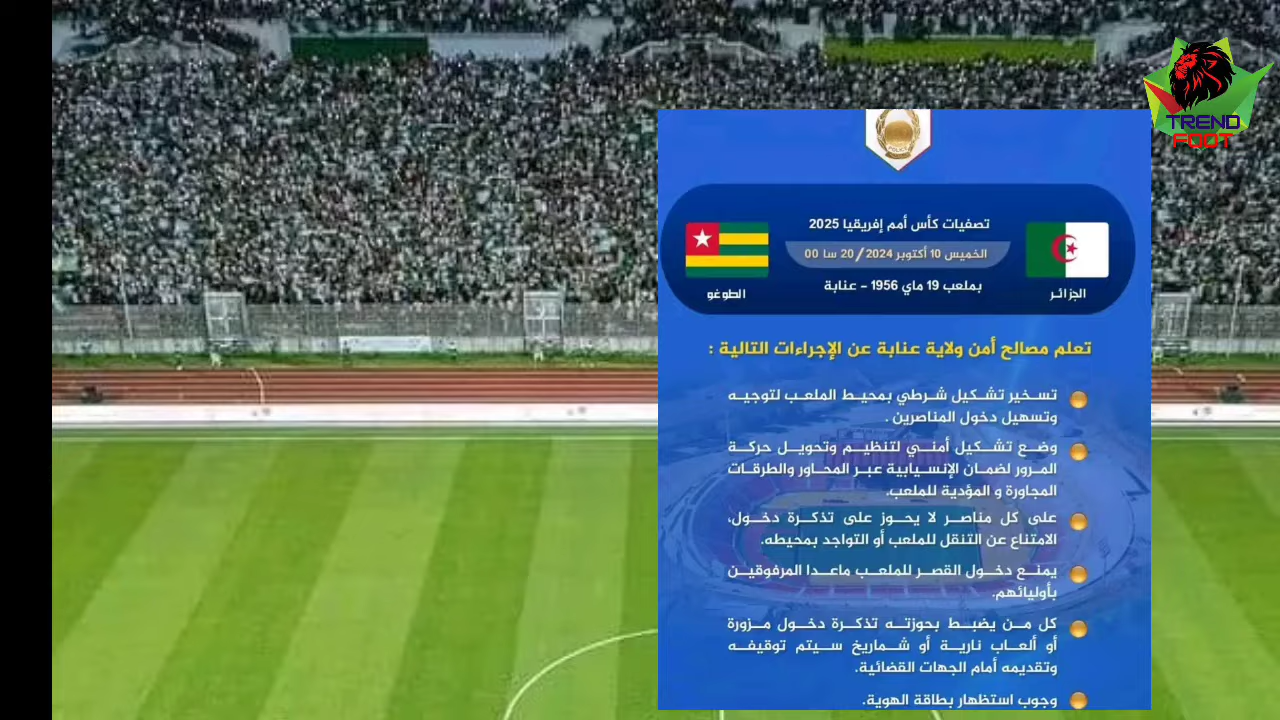 TREND
FOOT
POLICE
تصفيات كأس أمم إفريقيا 2025
الخميس 10 أكتوبر 2024/ 20 سا 00
بملعب 19 ماي 1956 - عنابة
الجزائر
الطوغو
تعلم مصالح أمن ولاية عنابة عن الإجراءات التالية :
تسخير تشكيل شرطي بمحيط الملعب لتوجيه
وتسهيل دخول المناصرين .
وضع تشكيل أمني لتنظيم وتحويل حركة
المرور لضمان الإنسيابية عبر المحاور والطرقات
المجاورة و المؤدية للملعب.
على كل مناصر لا يحوز على تذكرة دخول،
الامتناع عن التنقل للملعب أو التواجد بمحيطه.
يمنع دخول القصر للملعب ماعدا المرفوقين
بأوليائهم.
كل من يضبط بحوزته تذكرة دخول مزورة
أو ألعاب نارية أو شماريخ سيتم توقيفه
وتقديمه أمام الجهات القضائية.
وجوب استظهار بطاقة الهوية.